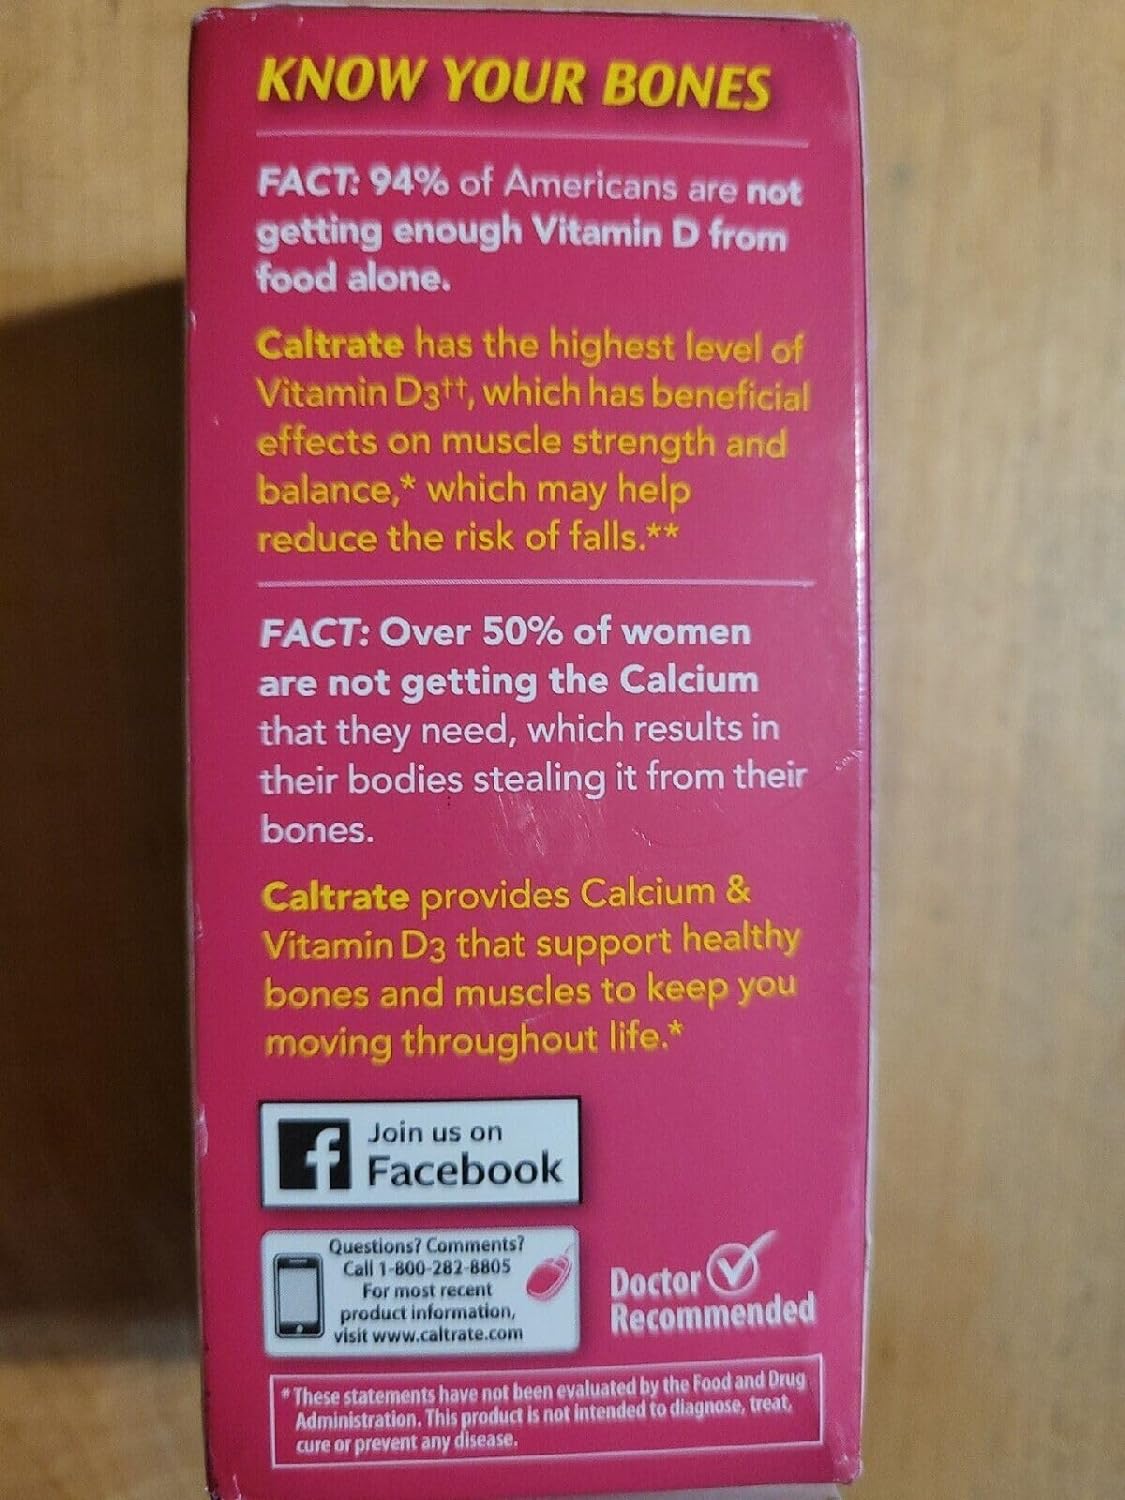 KNOW YOUR BONES
FACT: 94% of Americans are not
getting enough Vitamin D from
food alone.
Caltrate has the highest level of
Vitamin D3††, which has beneficial
effects on muscle strength and
balance,* which may help
reduce the risk of falls.**
FACT: Over 50% of women
are not getting the Calcium
that they need, which results in
their bodies stealing it from their
bones.
Caltrate provides Calcium &
Vitamin D3 that support healthy
bones and muscles to keep you
moving throughout life.*
f
Join us on
Facebook
Questions? Comments?
Call 1-800-282-8805
For most recent
product information,
visit www.caltrate.com
Doctor
Recommended
* These statements have not been evaluated by the Food and Drug
Administration. This product is not intended to diagnose, treat,
cure or prevent any disease.